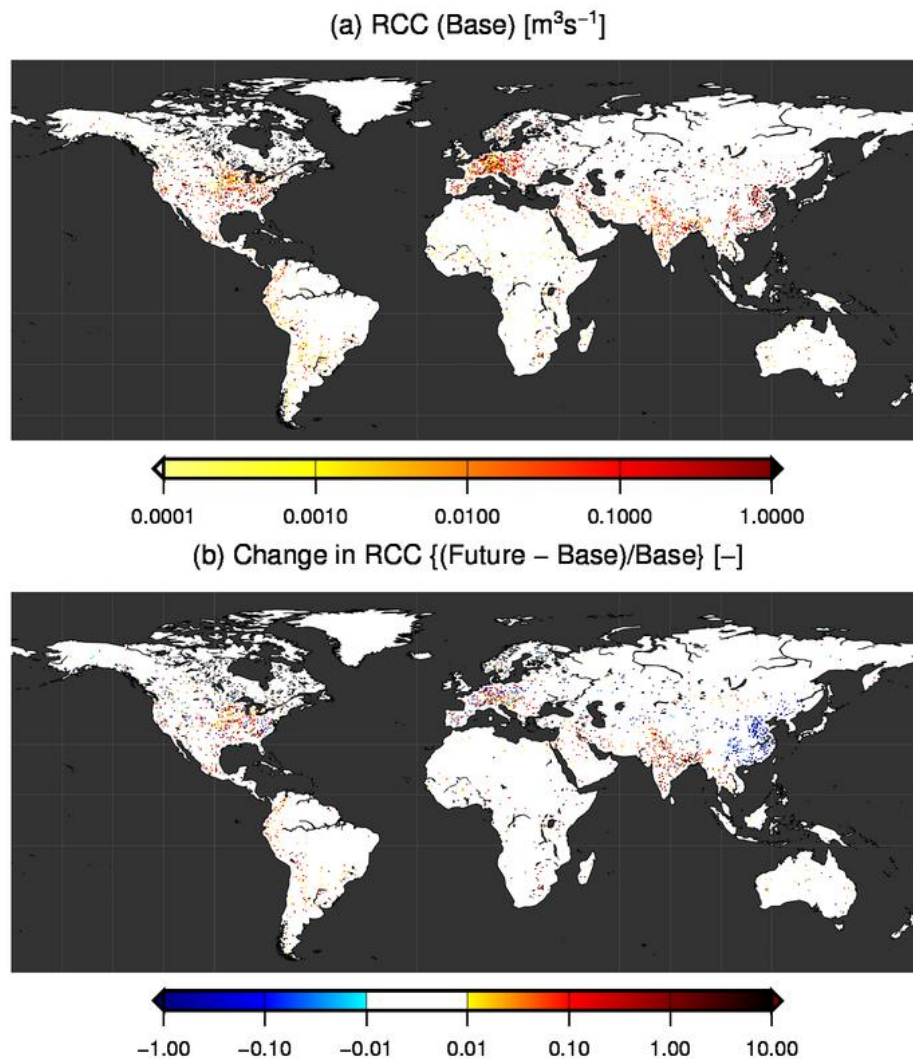 (a) RCC (Base) [m³s⁻¹]
0.0001 0.0010 0.0100 0.1000 1.0000
(b) Change in RCC {(Future − Base)/Base} [−]
-1.00 -0.10 -0.01 0.01 0.10 1.00 10.00